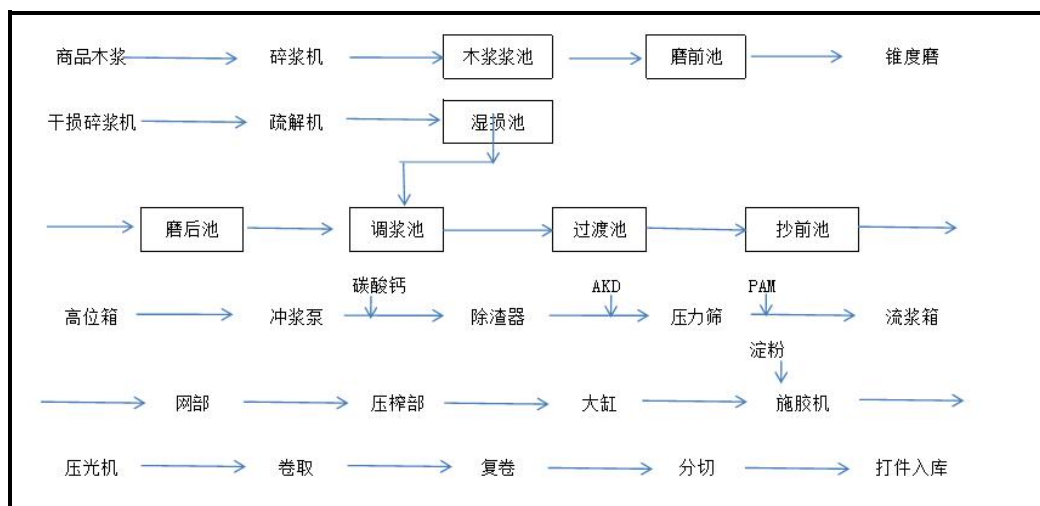 商品木浆 碎浆机 木浆浆池 磨前池 锥度磨
干损碎浆机 疏解机 湿损池
磨后池 调浆池 过渡池 抄前池
碳酸钙 AKD PAM
高位箱 冲浆泵 除渣器 压力筛 流浆箱
淀粉
网部 压榨部 大缸 施胶机
压光机 卷取 复卷 分切 打件入库